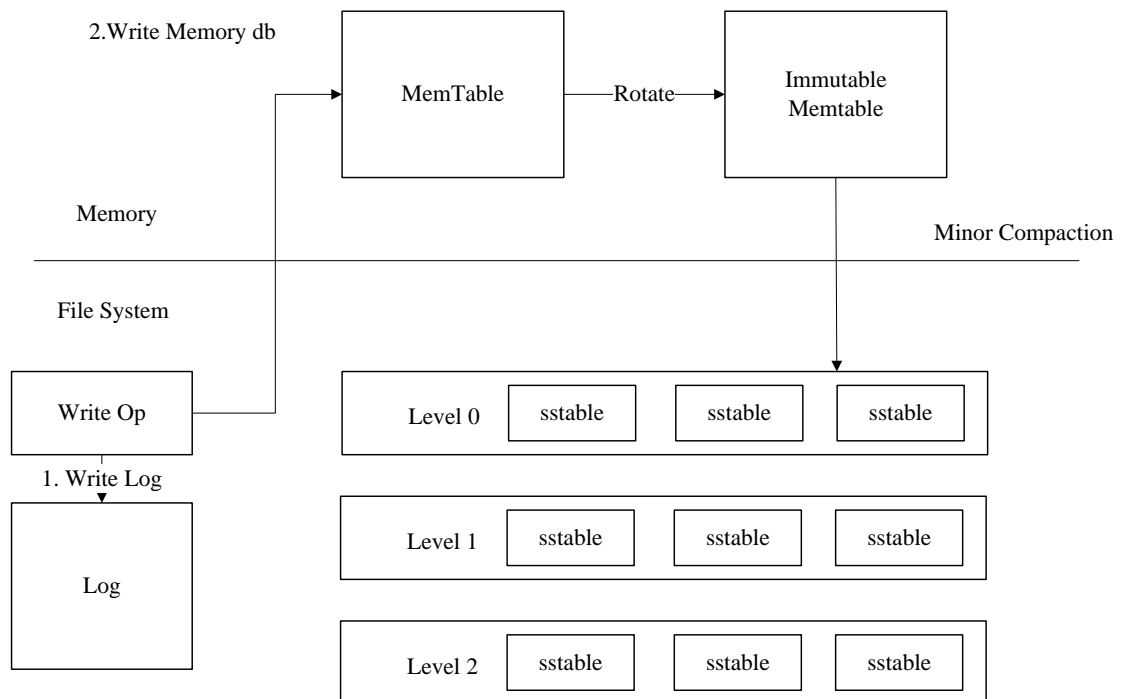 2.Write Memory db
MemTable
Rotate
Immutable
Memtable
Memory
Minor Compaction
File System
Write Op
Level 0
sstable
sstable
sstable
1. Write Log
Log
Level 1
sstable
sstable
sstable
Level 2
sstable
sstable
sstable